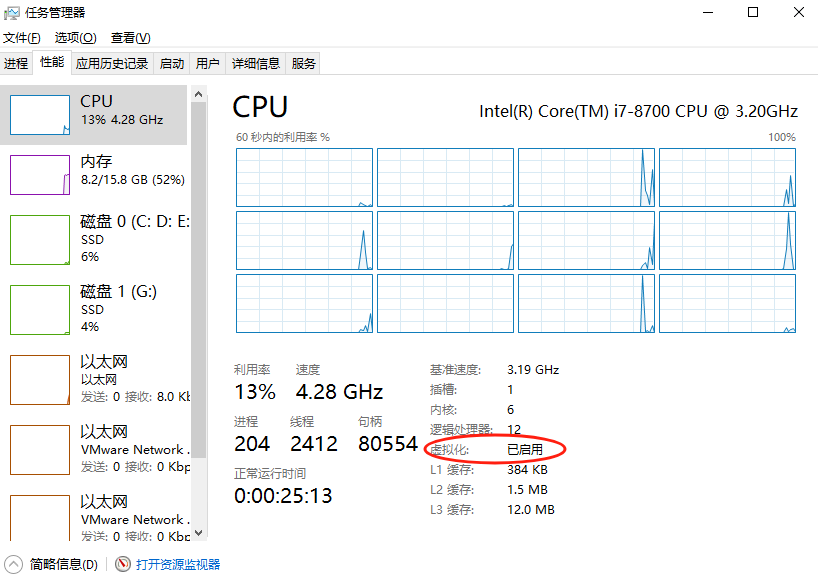 任务管理器
文件(F) 选项(O) 查看(V)
进程 性能 应用历史记录 启动 用户 详细信息 服务
CPU
13% 4.28 GHz
内存
8.2/15.8 GB (52%)
磁盘 0 (C: D: E:
SSD
6%
磁盘 1 (G:)
SSD
4%
以太网
以太网
发送: 0 接收: 8.0 Kb
以太网
VMware Network .
发送: 0 接收: 0 Kbp
以太网
VMware Network .
发送: 0 接收: 0 Kbp
CPU
Intel(R) Core(TM) i7-8700 CPU @ 3.20GHz
60 秒内的利用率 % 100%
利用率 速度
13% 4.28 GHz
进程 线程 句柄
204 2412 80554
正常运行时间
0:00:25:13
基准速度: 3.19 GHz
插槽: 1
内核: 6
逻辑处理器: 12
虚拟化: 已启用
L1 缓存: 384 KB
L2 缓存: 1.5 MB
L3 缓存: 12.0 MB
简略信息(D) 打开资源监视器